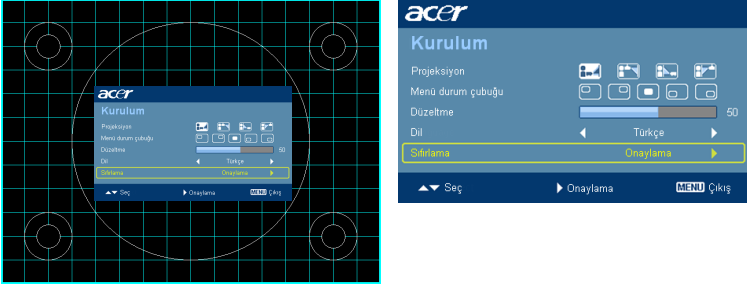 acer
Kurulum
Projeksiyon
Menü durum çubuğu
Düzeltme 50
Dil Türkçe
Sıfırlama Onaylama
Seç Onaylama MENU Çıkış
acer
Kurulum
Projeksiyon
Menü durum çubuğu
Düzeltme 50
Dil Türkçe
Sıfırlama Onaylama
Seç Onaylama MENU Çıkış